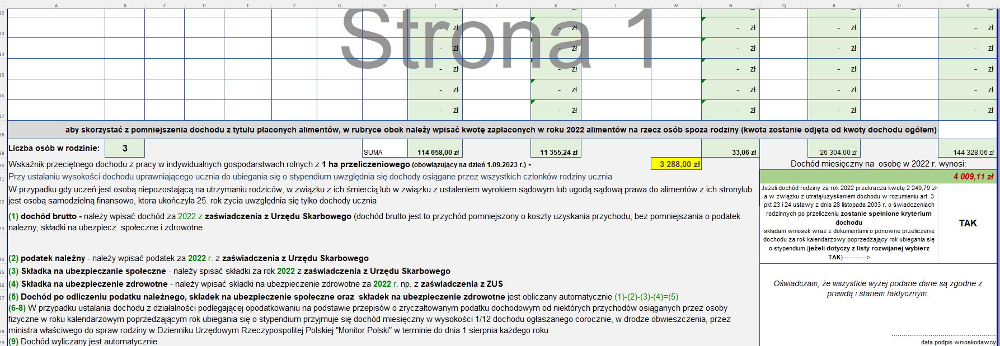 A B C D E F G H I J K L M N Q R U X
12
Strona 1
13 - zł - zł - zł - zł - zł
14 - zł - zł - zł - zł - zł
15 - zł - zł - zł - zł - zł
16 - zł - zł - zł - zł - zł
17 - zł - zł - zł - zł - zł
18 aby skorzystać z pomniejszenia dochodu z tytułu płaconych alimentów, w rubryce obok należy wpisać kwotę zapłaconych w roku 2022 alimentów na rzecz osób spoza rodziny (kwota zostanie odjęta od kwoty dochodu ogółem)
19 Liczba osób w rodzinie: 3 SUMA 114 658,00 zł 11 355,24 zł 33,06 zł 26 304,00 zł 144 328,06 zł
20 Wskaźnik przeciętnego dochodu z pracy w indywidualnych gospodarstwach rolnych z 1 ha przeliczeniowego (obowiązujący na dzień 1.09.2023 r.) - 3 288,00 zł
21 Przy ustalaniu wysokości dochodu uprawniającego ucznia do ubiegania się o stypendium uwzględnia się dochody osiągane przez wszystkich członków rodziny ucznia
W przypadku gdy uczeń jest osobą niepozostającą na utrzymaniu rodziców, w związku z ich śmiercią lub w związku z ustaleniem wyrokiem sądowym lub ugodą sądową prawa do alimentów z ich stronylub
22 jest osobą samodzielną finansowo, ktora ukończyła 25. rok życia uwzględnia się tylko dochody ucznia
(1) dochód brutto - należy wpisać dochód za 2022 z zaświadczenia z Urzędu Skarbowego (dochód brutto jest to przychód pomniejszony o koszty uzyskania przychodu, bez pomniejszania o podatek
23 należny, składki na ubezpiecz. społeczne i zdrowotne
24 (2) podatek należny - należy wpisać podatek za 2022 r. z zaświadczenia z Urzędu Skarbowego
25 (3) Składka na ubezpieczanie społeczne - należy spisać składki za rok 2022 z zaświadczenia z Urzędu Skarbowego
26 (4) Składka na ubezpieczenie zdrowotne - należy wpisać składki na ubezpieczenie zdrowotne za 2022 r. np. z zaświadczenia z ZUS
27 (5) Dochód po odliczeniu podatku należnego, składek na ubezpieczenie społeczne oraz składek na ubezpieczenie zdrowotne jest obliczany automatycznie (1)-(2)-(3)-(4)=(5)
(6-8) W przypadku ustalania dochodu z działalności podlegającej opodatkowaniu na podstawie przepisów o zryczałtowanym podatku dochodowym od niektórych przychodów osiąganych przez osoby
fizyczne w roku kalendarzowym poprzedzającym rok ubiegania się o stypendium przyjmuje się dochód miesięczny w wysokości 1/12 dochodu ogłaszanego corocznie, w drodze obwieszczenia, przez
28 ministra właściwego do spraw rodziny w Dzienniku Urzędowym Rzeczypospolitej Polskiej "Monitor Polski" w terminie do dnia 1 sierpnia każdego roku
29 (9) Dochód wyliczany jest automatycznie
Dochód miesięczny na osobę w 2022 r. wynosi:
4 009,11 zł
Jeżeli dochód rodziny za rok 2022 przekracza kwotę 2 249,79 zł
a w związku z utratą/uzyskaniem dochodu w rozumieniu art. 3
pkt 23 i 24 ustawy z dnia 28 listopada 2003 r. o świadczeniach
rodzinnych po przeliczeniu zostanie spełnione kryterium
dochodu
składam wniosek wraz z dokumentami o ponowne przeliczenie
dochodu za rok kalendarzowy poprzedzający rok ubiegania się
o stypendium (jeżeli dotyczy z listy rozwijanej wybierz
TAK) ---------->
TAK
Oświadczam, że wszystkie wyżej podane dane są zgodne z
prawdą i stanem faktycznym.
....................................................
data podpis wnioskodawcy